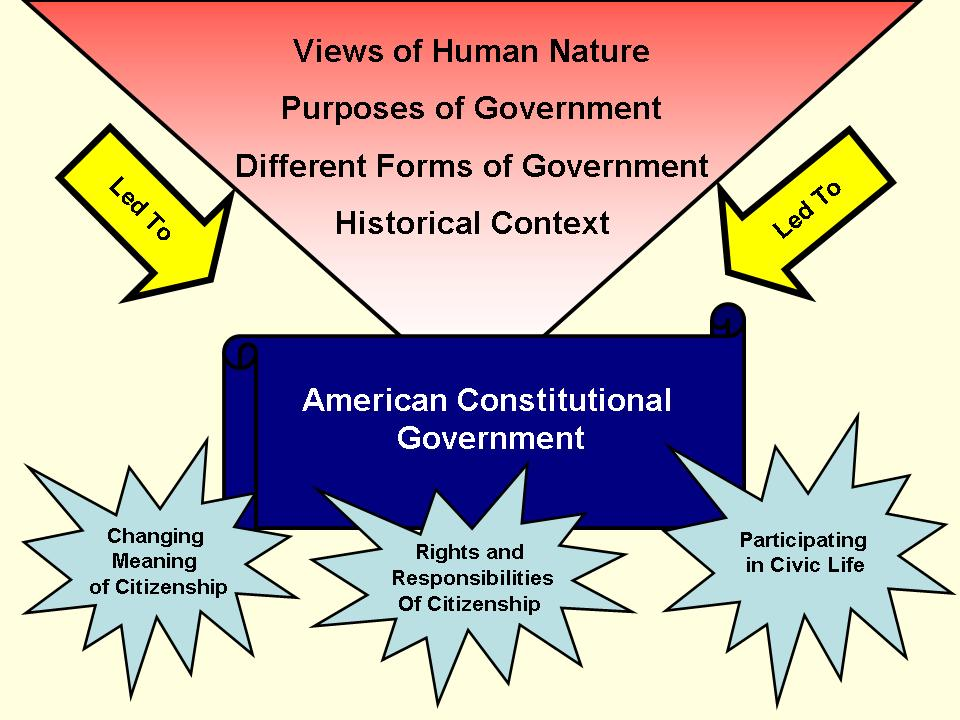 Views of Human Nature
Purposes of Government
Different Forms of Government
Historical Context
Led To
Led To
American Constitutional
Government
Changing
Meaning
of Citizenship
Rights and
Responsibilities
Of Citizenship
Participating
in Civic Life